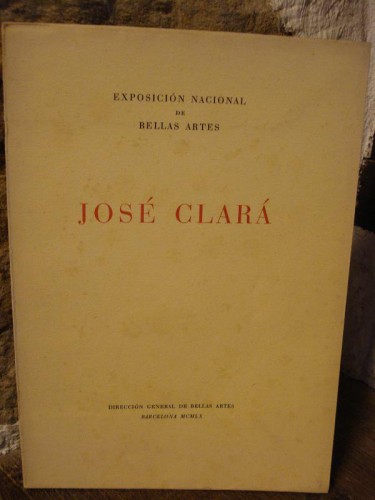 EXPOSICIÓN NACIONAL
DE
BELLAS ARTES
JOSÉ CLARÁ
DIRECCIÓN GENERAL DE BELLAS ARTES
BARCELONA MCMLX